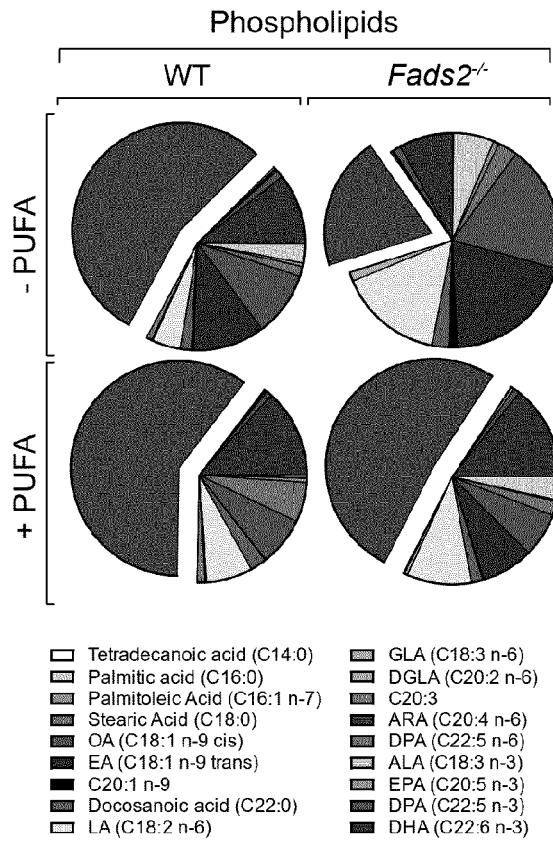 Phospholipids
WT
Fads2-/-
- PUFA
+ PUFA
Tetradecanoic acid (C14:0)
Palmitic acid (C16:0)
Palmitoleic Acid (C16:1 n-7)
Stearic Acid (C18:0)
OA (C18:1 n-9 cis)
EA (C18:1 n-9 trans)
C20:1 n-9
Docosanoic acid (C22:0)
LA (C18:2 n-6)
GLA (C18:3 n-6)
DGLA (C20:2 n-6)
C20:3
ARA (C20:4 n-6)
DPA (C22:5 n-6)
ALA (C18:3 n-3)
EPA (C20:5 n-3)
DPA (C22:5 n-3)
DHA (C22:6 n-3)